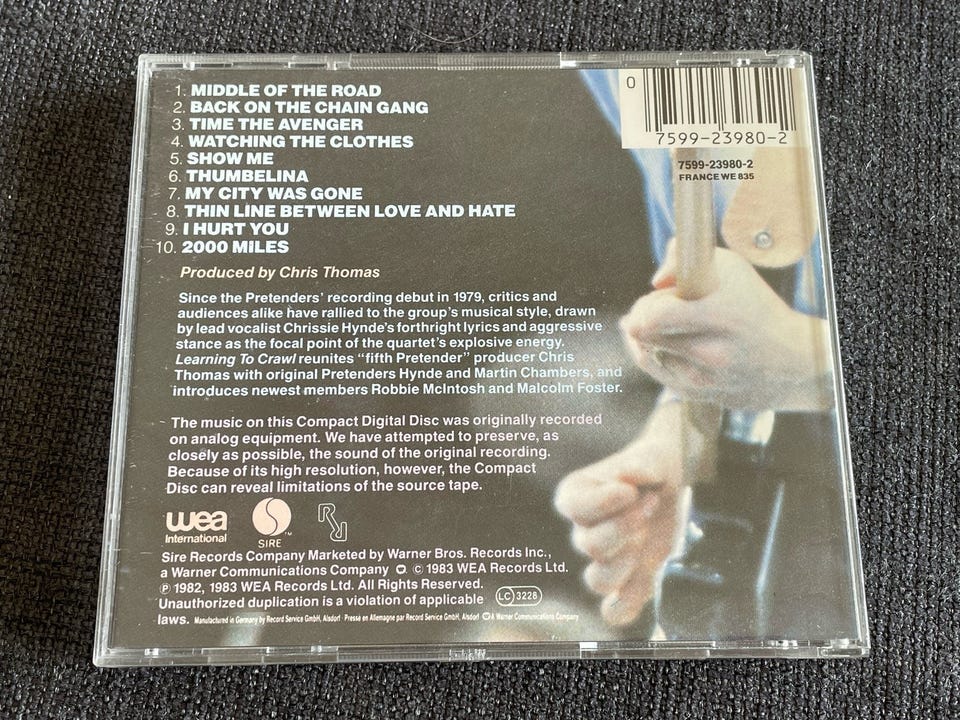 1. MIDDLE OF THE ROAD
2. BACK ON THE CHAIN GANG
3. TIME THE AVENGER
4. WATCHING THE CLOTHES
5. SHOW ME
6. THUMBELINA
7. MY CITY WAS GONE
8. THIN LINE BETWEEN LOVE AND HATE
9. I HURT YOU
10. 2000 MILES
Produced by Chris Thomas
Since the Pretenders' recording debut in 1979, critics and
audiences alike have rallied to the group's musical style, drawn
by lead vocalist Chrissie Hynde's forthright lyrics and aggressive
stance as the focal point of the quartet's explosive energy.
Learning To Crawl reunites "fifth Pretender" producer Chris
Thomas with original Pretenders Hynde and Martin Chambers, and
introduces newest members Robbie McIntosh and Malcolm Foster.
The music on this Compact Digital Disc was originally recorded
on analog equipment. We have attempted to preserve, as
closely as possible, the sound of the original recording.
Because of its high resolution, however, the Compact
Disc can reveal limitations of the source tape.
wea
International
SIRE™
Sire Records Company Marketed by Warner Bros. Records Inc.,
a Warner Communications Company © 1983 WEA Records Ltd.
℗ 1982, 1983 WEA Records Ltd. All Rights Reserved.
Unauthorized duplication is a violation of applicable
laws. Manufactured in Germany by Record Service GmbH, Alsdorf · Pressé en Allemagne par Record Service GmbH, Alsdorf A Warner Communications Company
LC 3228
0
7599-23980-2
7599-23980-2
FRANCE WE 835